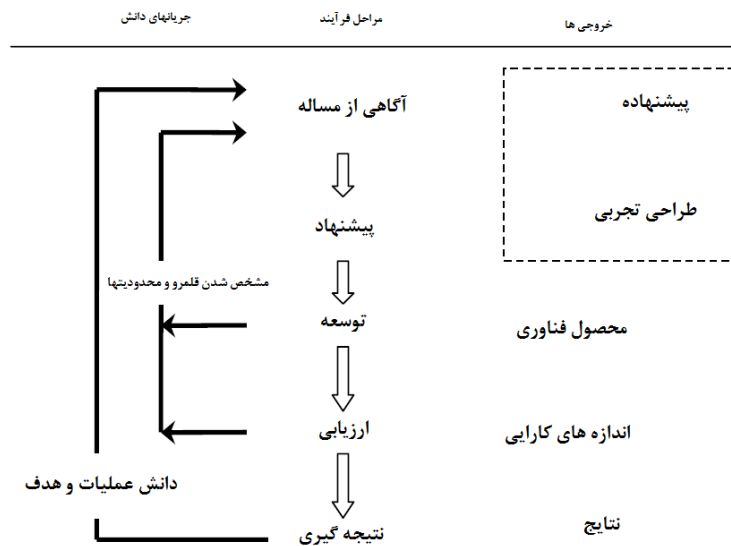 خروجی ها
مراحل فرآیند
جریانهای دانش
پیشنهاده
آگاهی از مساله
طراحی تجربی
پیشنهاد
مشخص شدن قلمرو و محدودیتها
محصول فناوری
توسعه
اندازه های کارایی
ارزیابی
دانش عملیات و هدف
نتایج
نتیجه گیری